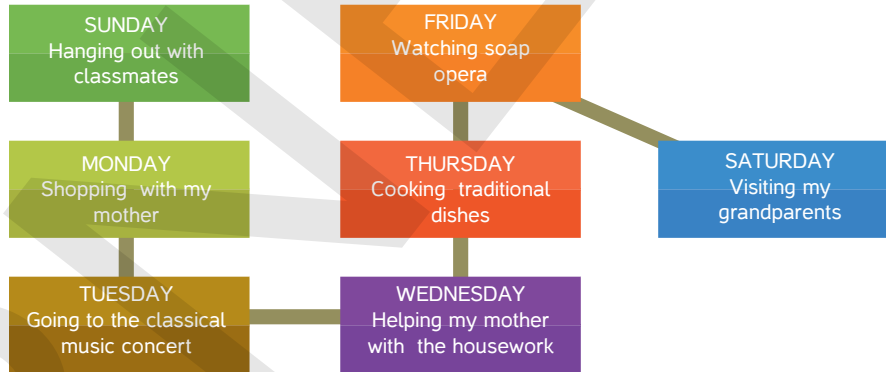 SUNDAY
Hanging out with
classmates
MONDAY
Shopping with my
mother
TUESDAY
Going to the classical
music concert
WEDNESDAY
Helping my mother
with the housework
THURSDAY
Cooking traditional
dishes
FRIDAY
Watching soap
opera
SATURDAY
Visiting my
grandparents